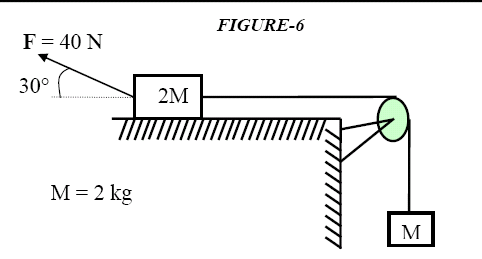 FIGURE-6
F = 40 N
30°
2M
M = 2 kg
M